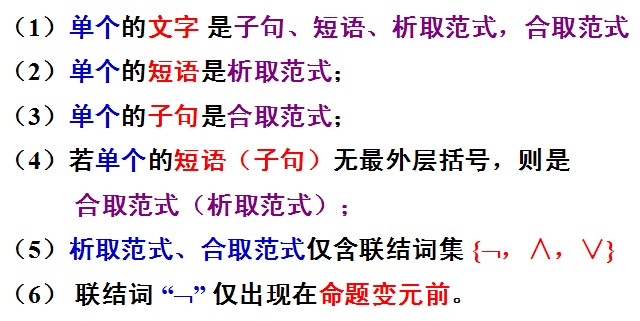 （1）单个的文字 是子句、短语、析取范式，合取范式
（2）单个的短语是析取范式；
（3）单个的子句是合取范式；
（4）若单个的短语（子句）无最外层括号，则是
合取范式（析取范式）；
（5）析取范式、合取范式仅含联结词集 {﹁，∧，∨}
（6） 联结词 “﹁” 仅出现在命题变元前。